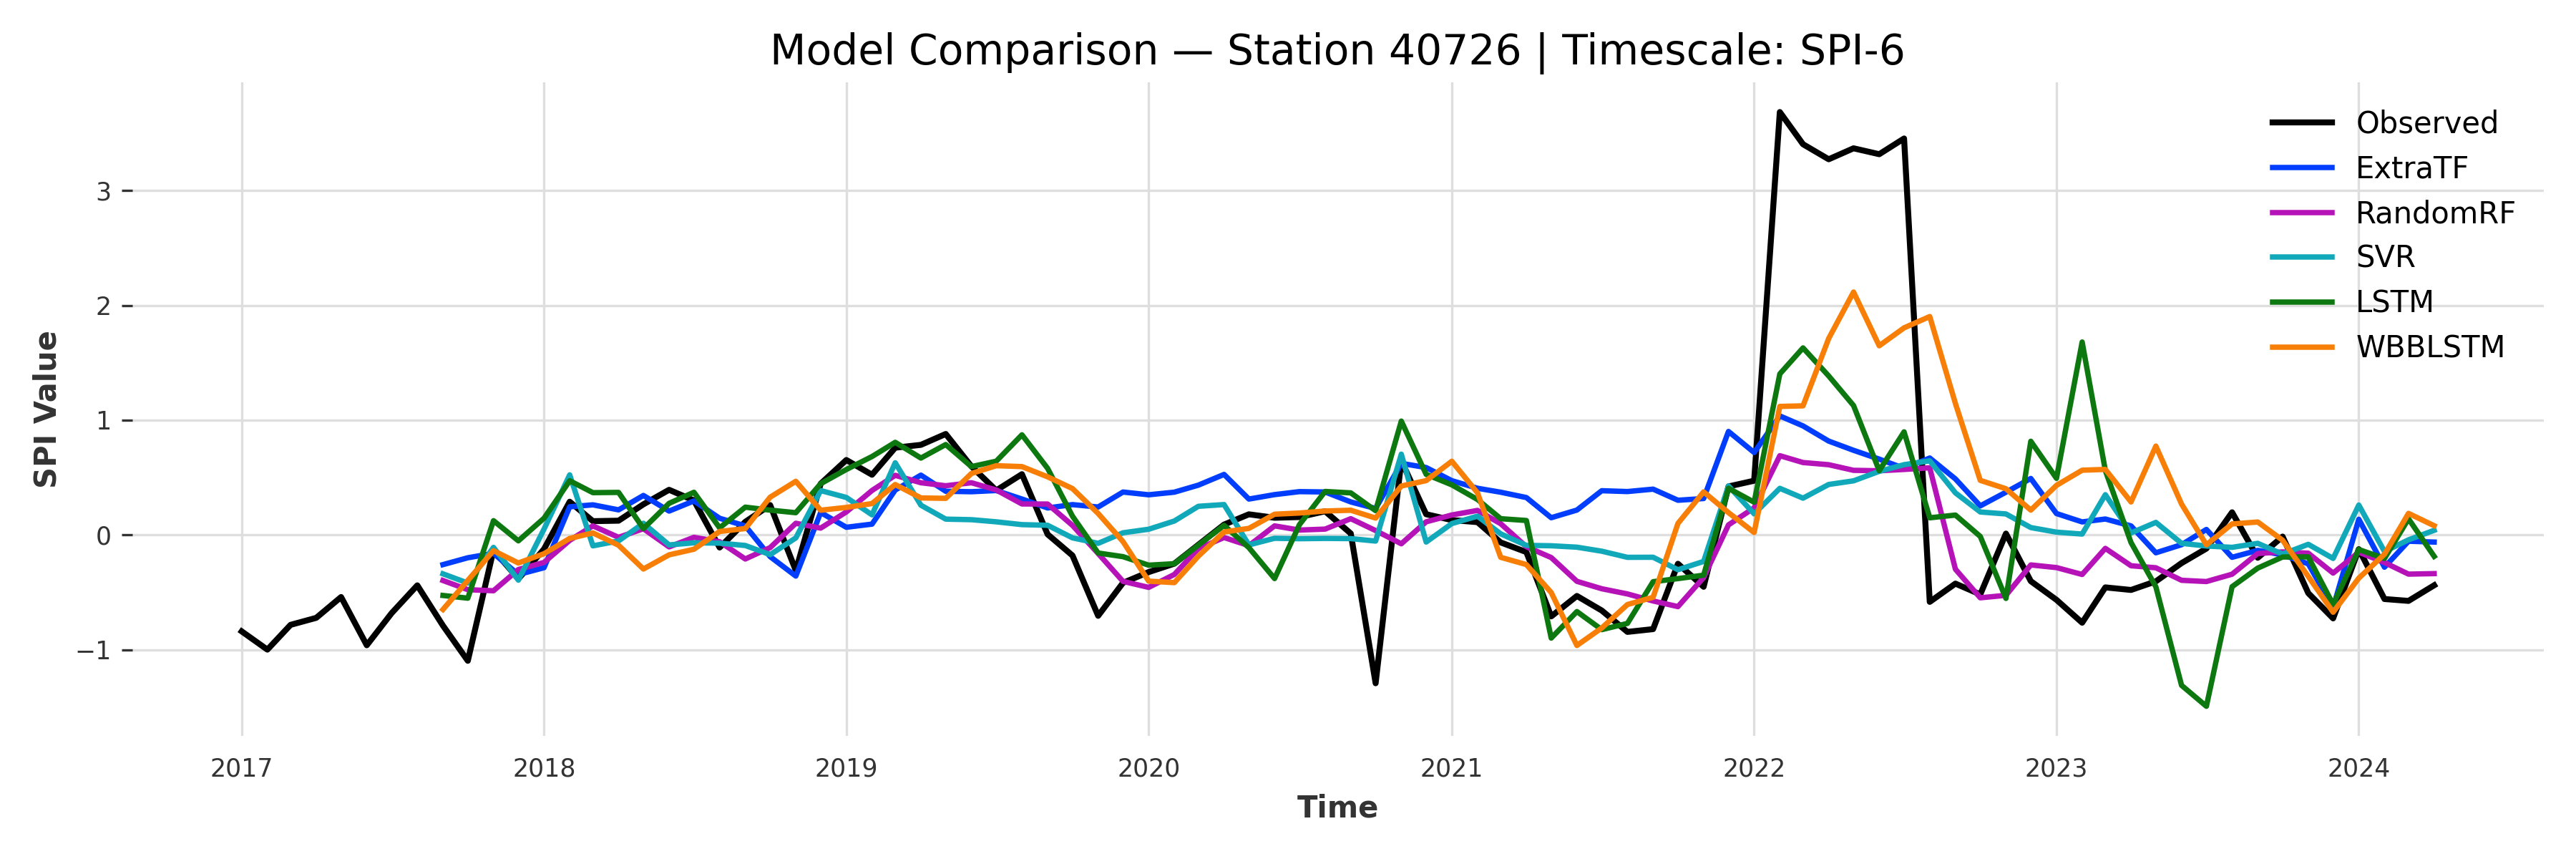 Model Comparison — Station 40726 | Timescale: SPI-6
SPI Value
3
2
1
0
−1
Observed
ExtraTF
RandomRF
SVR
LSTM
WBBLSTM
2017 2018 2019 2020 2021 2022 2023 2024
Time